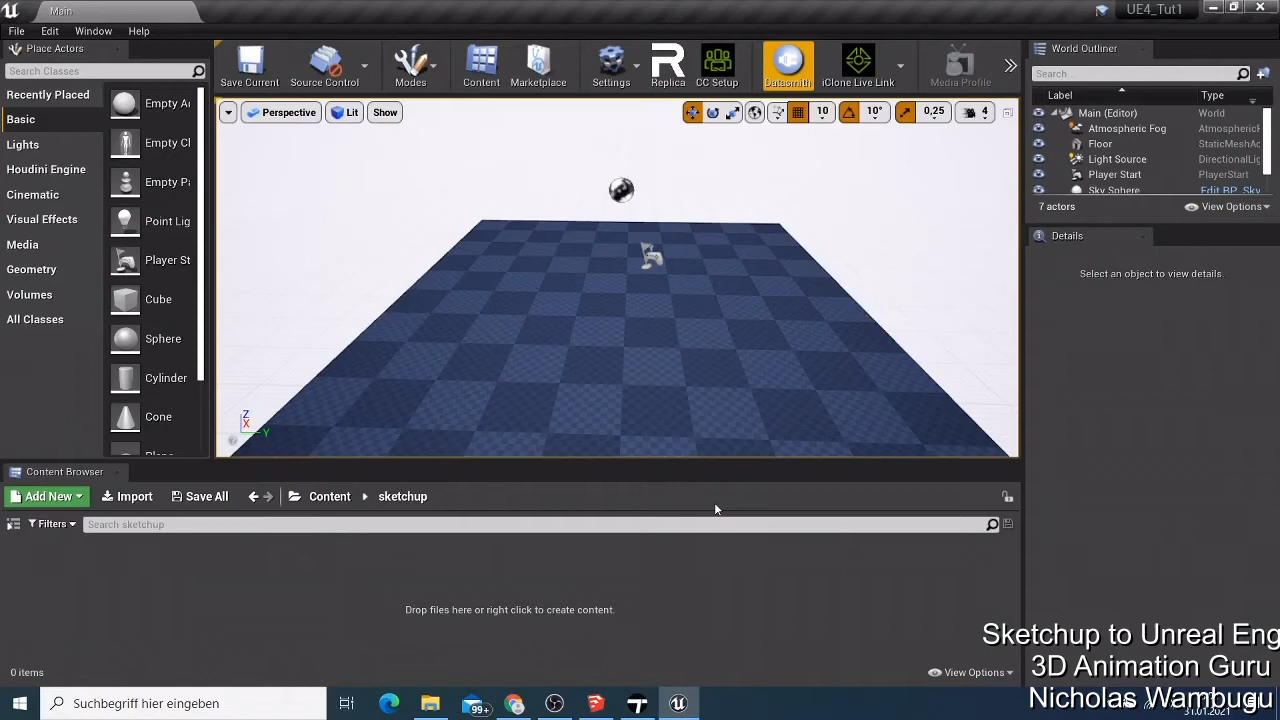 Main
UE4_Tut1
File Edit Window Help
Place Actors
Search Classes
Recently Placed
Basic
Lights
Houdini Engine
Cinematic
Visual Effects
Media
Geometry
Volumes
All Classes
Empty
Empty
Empty
Point
Player St
Cube
Sphere
Cylinder
Cone
Save Current
Source Control
Modes
Content
Marketplace
Settings
Replica
CC Setup
Datasmith
iClone Live Link
Media Profile
Perspective
Lit
Show
10
10°
0,25
4
Z
X
Y
World Outliner
Search...
Label Type
Main (Editor) World
Atmospheric Fog
Floor StaticMesh
Light Source
Player Start PlayerStart
Sky Sphere Edit BP_Sky
7 actors View Options
Details
Select an object to view details.
Content Browser
Add New Import Save All Content sketchup
Filters Search sketchup
Drop files here or right click to create content.
0 items View Options
Sketchup to Unreal Eng
3D Animation Guru
Nicholas Wambugu
Suchbegriff hier eingeben
99+
31.01.2021